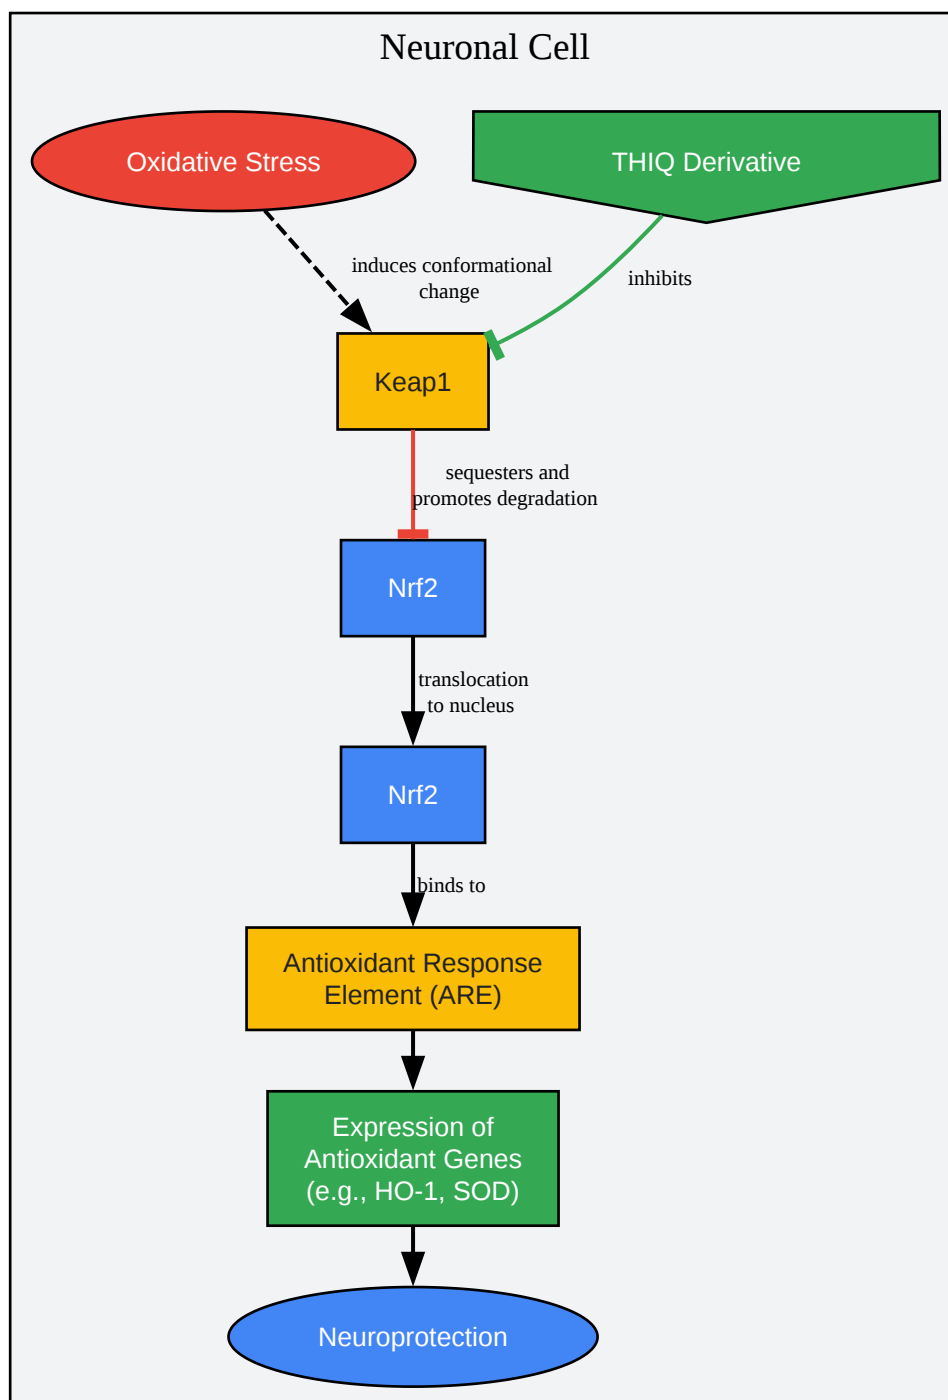 Neuronal Cell
Oxidative Stress
THIQ Derivative
induces conformational
change
inhibits
Keap1
sequesters and
promotes degradation
Nrf2
translocation
to nucleus
Nrf2
binds to
Antioxidant Response
Element (ARE)
Expression of
Antioxidant Genes
(e.g., HO-1, SOD)
Neuroprotection